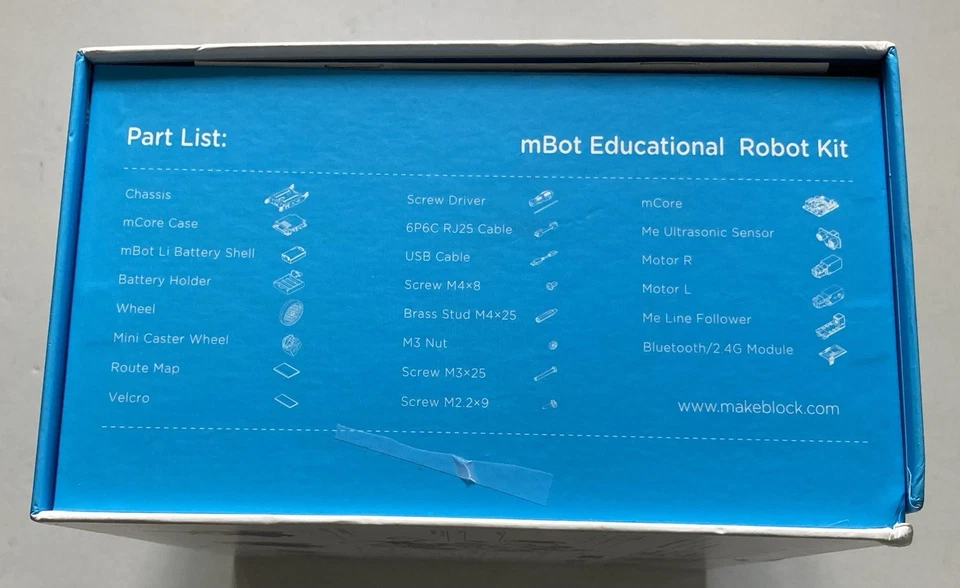 Part List:
mBot Educational Robot Kit
Chassis
mCore Case
mBot Li Battery Shell
Battery Holder
Wheel
Mini Caster Wheel
Route Map
Velcro
Screw Driver
6P6C RJ25 Cable
USB Cable
Screw M4×8
Brass Stud M4×25
M3 Nut
Screw M3×25
Screw M2.2×9
mCore
Me Ultrasonic Sensor
Motor R
Motor L
Me Line Follower
Bluetooth/2 4G Module
www.makeblock.com